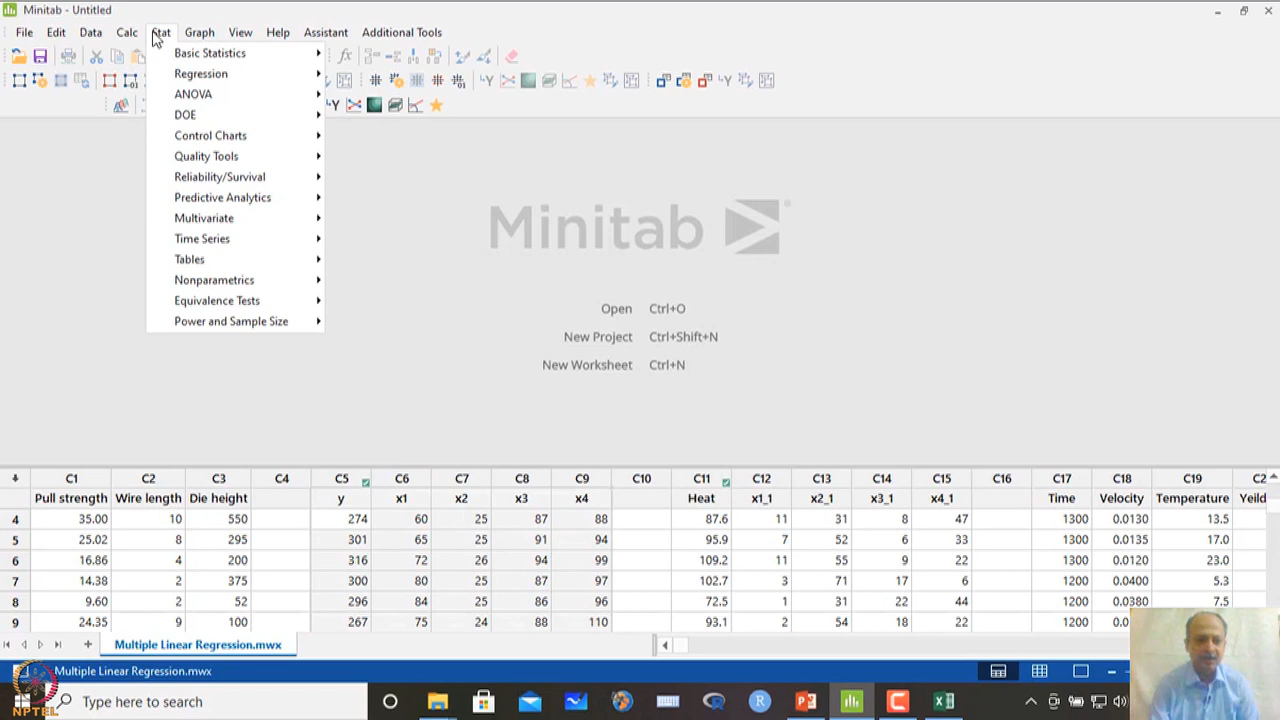 Minitab - Untitled
File Edit Data Calc Stat Graph View Help Assistant Additional Tools
Basic Statistics
Regression
ANOVA
DOE
Control Charts
Quality Tools
Reliability/Survival
Predictive Analytics
Multivariate
Time Series
Tables
Nonparametrics
Equivalence Tests
Power and Sample Size
Minitab
Open Ctrl+O
New Project Ctrl+Shift+N
New Worksheet Ctrl+N
C1 C2 C3 C4 C5 C6 C7 C8 C9 C10 C11 C12 C13 C14 C15 C16 C17 C18 C19 C2
Pull strength Wire length Die height y x1 x2 x3 x4 Heat x1_1 x2_1 x3_1 x4_1 Time Velocity Temperature Yeild
4 35.00 10 550 274 60 25 87 88 87.6 11 31 8 47 1300 0.0130 13.5
5 25.02 8 295 301 65 25 91 94 95.9 7 52 6 33 1300 0.0135 17.0
6 16.86 4 200 316 72 26 94 99 109.2 11 55 9 22 1300 0.0120 23.0
7 14.38 2 375 300 80 25 87 97 102.7 3 71 17 6 1200 0.0400 5.3
8 9.60 2 52 296 84 25 86 96 72.5 1 31 22 44 1200 0.0380 7.5
9 24.35 9 100 267 75 24 88 110 93.1 2 54 18 22 1200
Multiple Linear Regression.mwx
Multiple Linear Regression.mwx
Type here to search
NPTEL